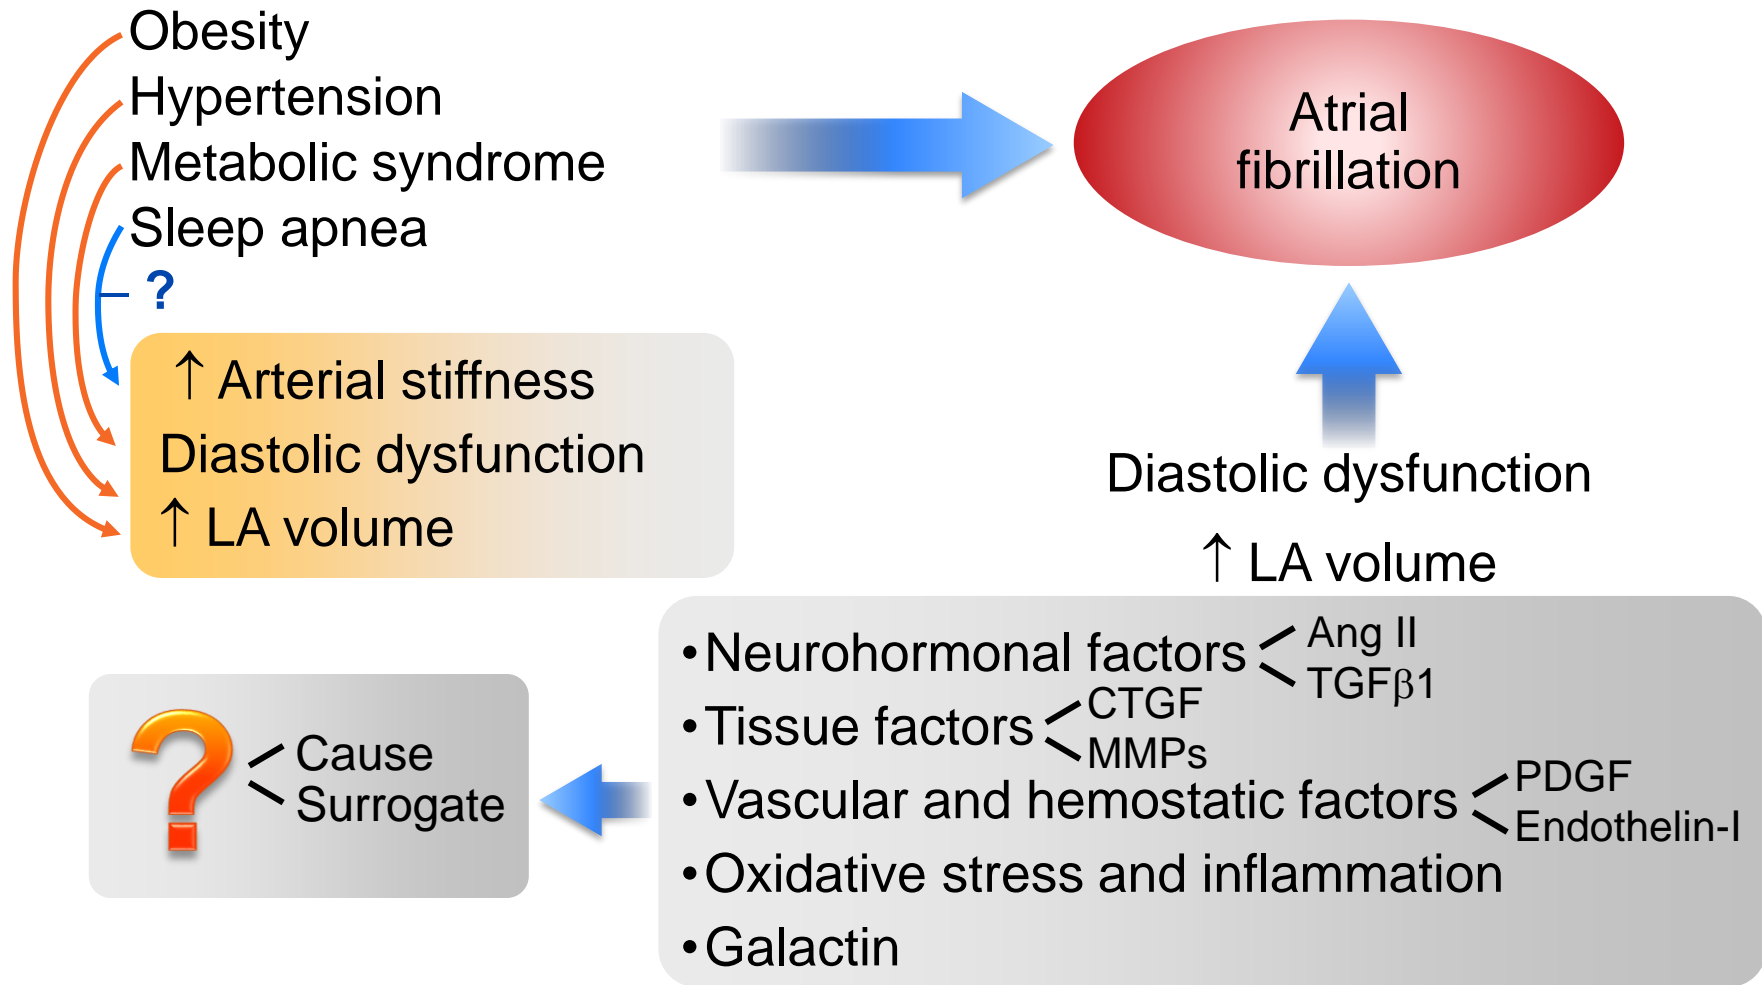 Obesity
Hypertension
Metabolic syndrome
Sleep apnea
?
↑ Arterial stiffness
Diastolic dysfunction
↑ LA volume
Atrial
fibrillation
Diastolic dysfunction
↑ LA volume
•Neurohormonal factors
Ang II
TGFβ1
•Tissue factors
CTGF
MMPs
•Vascular and hemostatic factors
PDGF
Endothelin-I
•Oxidative stress and inflammation
•Galactin
?
Cause
Surrogate